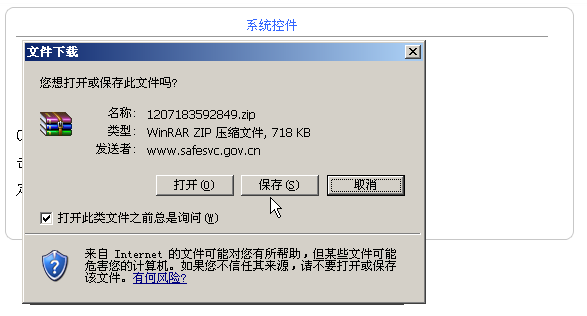 系统控件
文件下载
您想打开或保存此文件吗?
名称: 1207183592849.zip
类型: WinRAR ZIP 压缩文件, 718 KB
发送者: www.safesvc.gov.cn
打开(O) 保存(S) 取消
打开此类文件之前总是询问(W)
来自 Internet 的文件可能对您有所帮助，但某些文件可能
危害您的计算机。如果您不信任其来源，请不要打开或保存
该文件。有何风险?